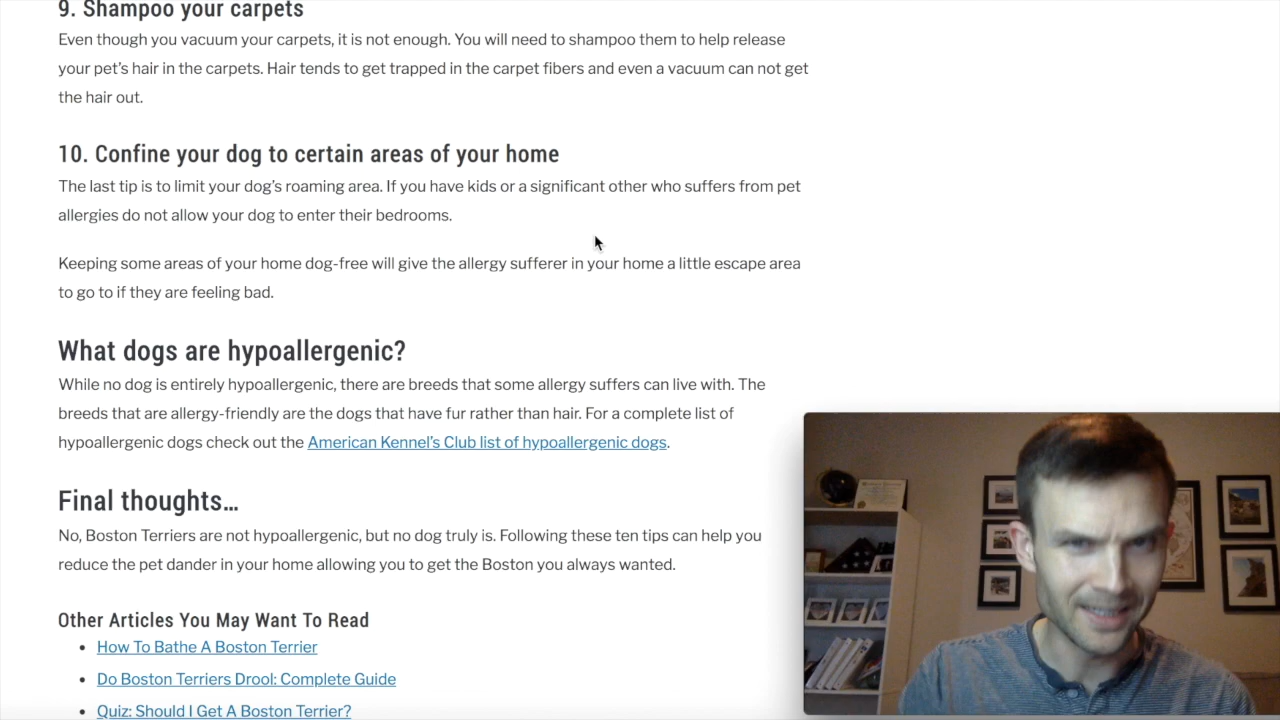 9. Shampoo your carpets
Even though you vacuum your carpets, it is not enough. You will need to shampoo them to help release
your pet's hair in the carpets. Hair tends to get trapped in the carpet fibers and even a vacuum can not get
the hair out.
10. Confine your dog to certain areas of your home
The last tip is to limit your dog's roaming area. If you have kids or a significant other who suffers from pet
allergies do not allow your dog to enter their bedrooms.
Keeping some areas of your home dog-free will give the allergy sufferer in your home a little escape area
to go to if they are feeling bad.
What dogs are hypoallergenic?
While no dog is entirely hypoallergenic, there are breeds that some allergy suffers can live with. The
breeds that are allergy-friendly are the dogs that have fur rather than hair. For a complete list of
hypoallergenic dogs check out the American Kennel's Club list of hypoallergenic dogs.
Final thoughts…
No, Boston Terriers are not hypoallergenic, but no dog truly is. Following these ten tips can help you
reduce the pet dander in your home allowing you to get the Boston you always wanted.
Other Articles You May Want To Read
• How To Bathe A Boston Terrier
• Do Boston Terriers Drool: Complete Guide
• Quiz: Should I Get A Boston Terrier?